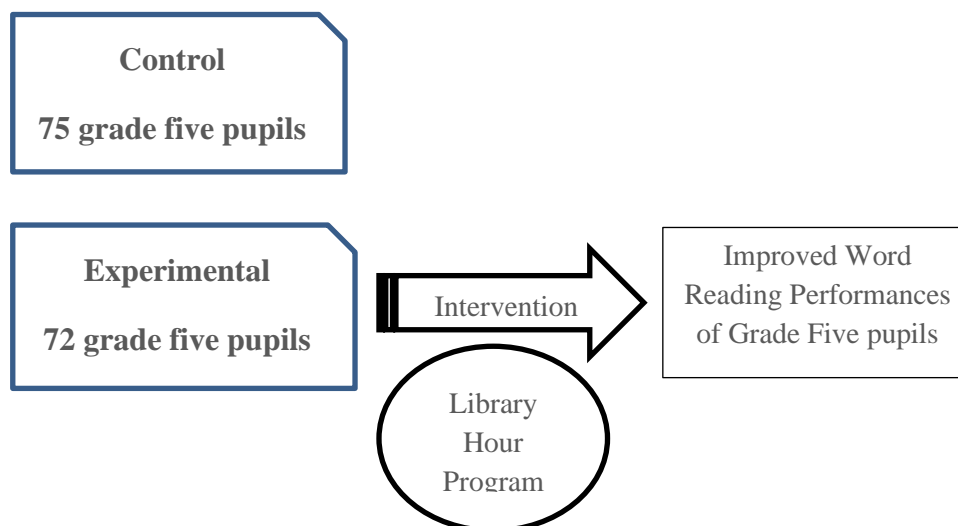 Control
75 grade five pupils
Experimental
72 grade five pupils
Intervention
Library
Hour
Program
Improved Word
Reading Performances
of Grade Five pupils